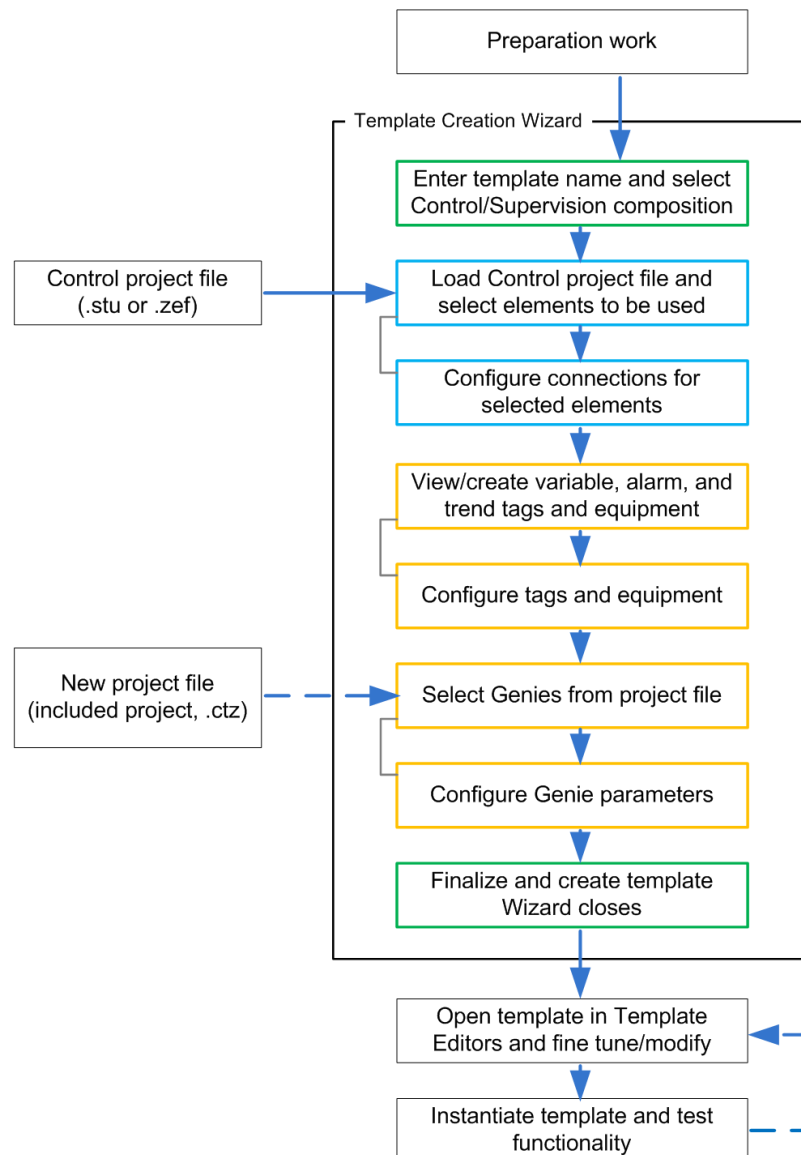 Preparation work
Template Creation Wizard
Enter template name and select
Control/Supervision composition
Control project file
(.stu or .zef)
Load Control project file and
select elements to be used
Configure connections for
selected elements
View/create variable, alarm, and
trend tags and equipment
Configure tags and equipment
New project file
(included project, .ctz)
Select Genies from project file
Configure Genie parameters
Finalize and create template
Wizard closes
Open template in Template
Editors and fine tune/modify
Instantiate template and test
functionality